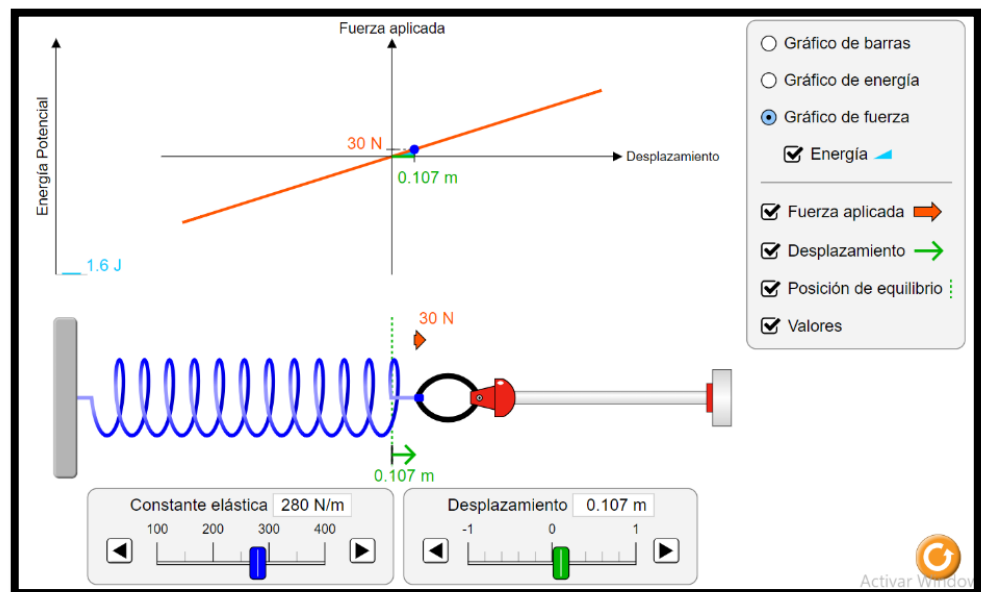 Fuerza aplicada
Energía Potencial
30 N
Desplazamiento
0.107 m
1.6 J
Gráfico de barras
Gráfico de energía
Gráfico de fuerza
Energía
Fuerza aplicada
Desplazamiento
Posición de equilibrio
Valores
30 N
0.107 m
Constante elástica 280 N/m
100 200 300 400
Desplazamiento 0.107 m
-1 0 1
Activar Window